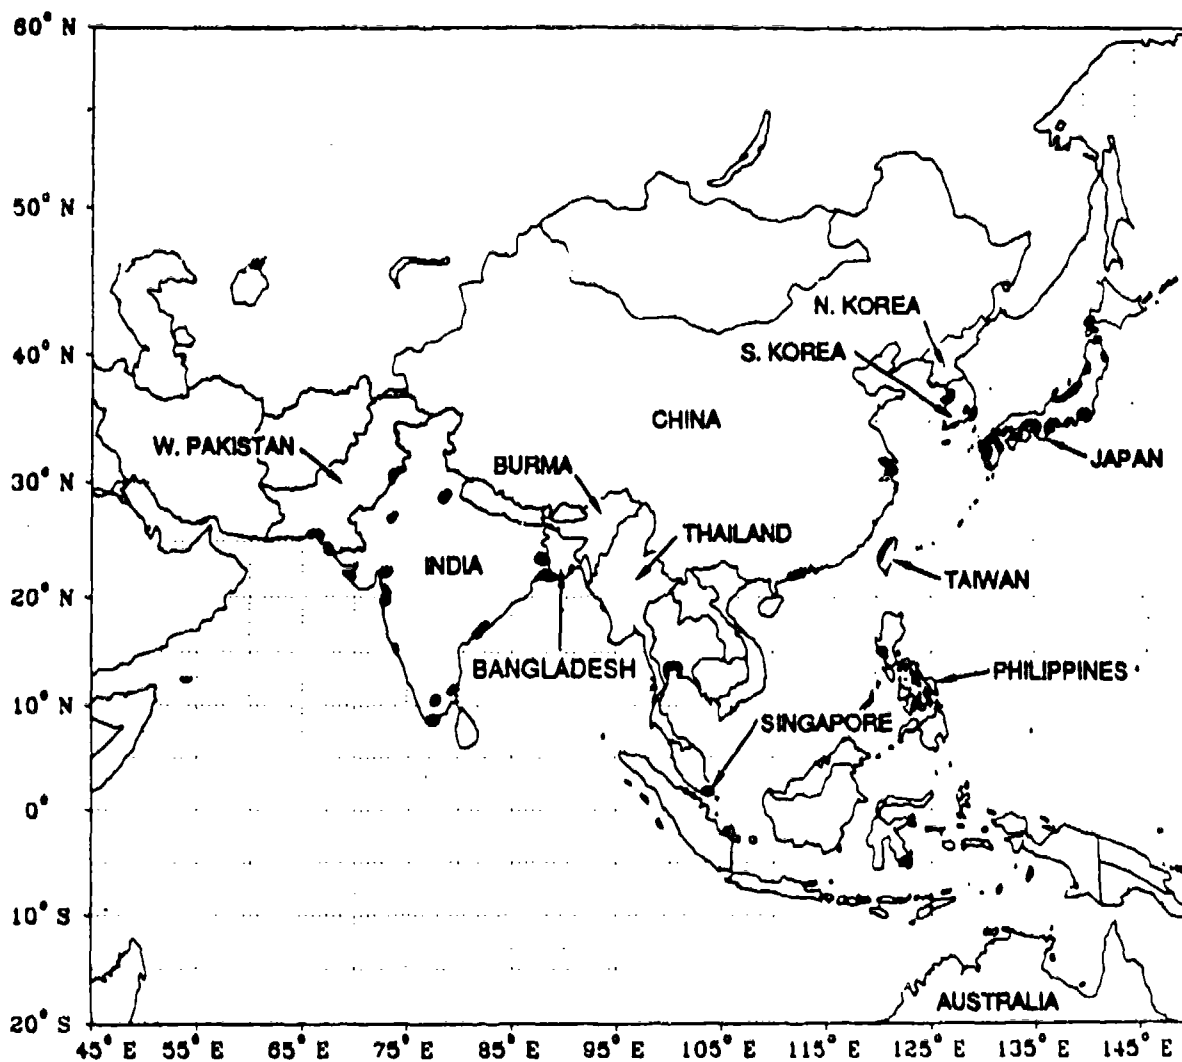 60° N
50° N
N. KOREA
S. KOREA
40° N
CHINA
W. PAKISTAN
BURMA
JAPAN
30° N
THAILAND
INDIA
TAIWAN
20° N
BANGLADESH
PHILIPPINES
10° N
SINGAPORE
0°
10° S
AUSTRALIA
20° S
45° E 55° E 65° E 75° E 85° E 95° E 105° E 115° E 125° E 135° E 145° E